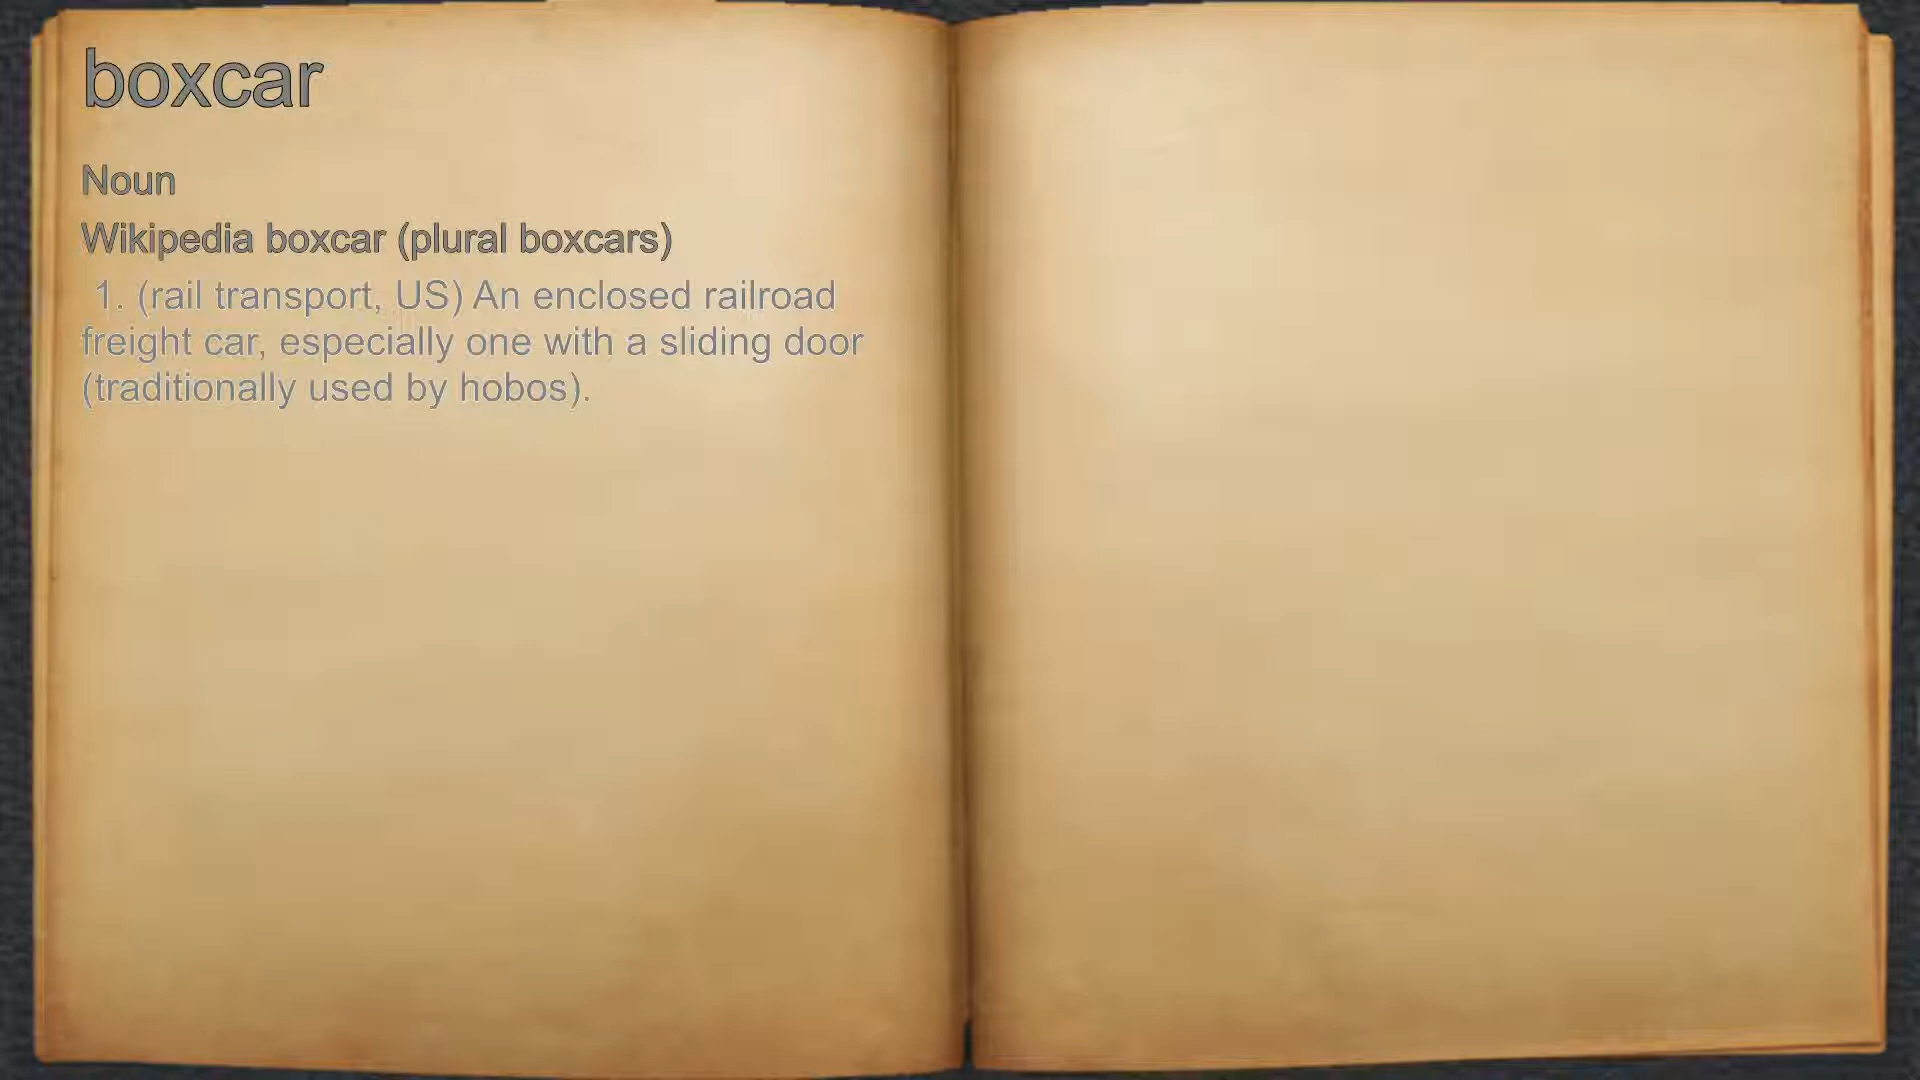 boxcar
Noun
Wikipedia boxcar (plural boxcars)
1. (rail transport, US) An enclosed railroad
freight car, especially one with a sliding door
(traditionally used by hobos).